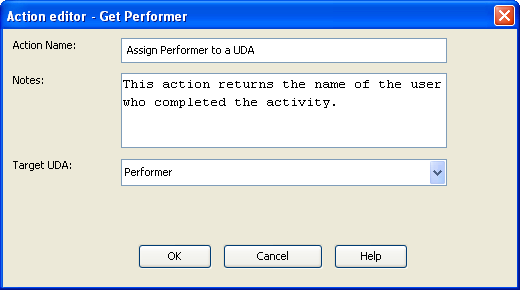 Action editor - Get Performer
Action Name:
Assign Performer to a UDA
Notes:
This action returns the name of the user
who completed the activity.
Target UDA:
Performer
OK
Cancel
Help